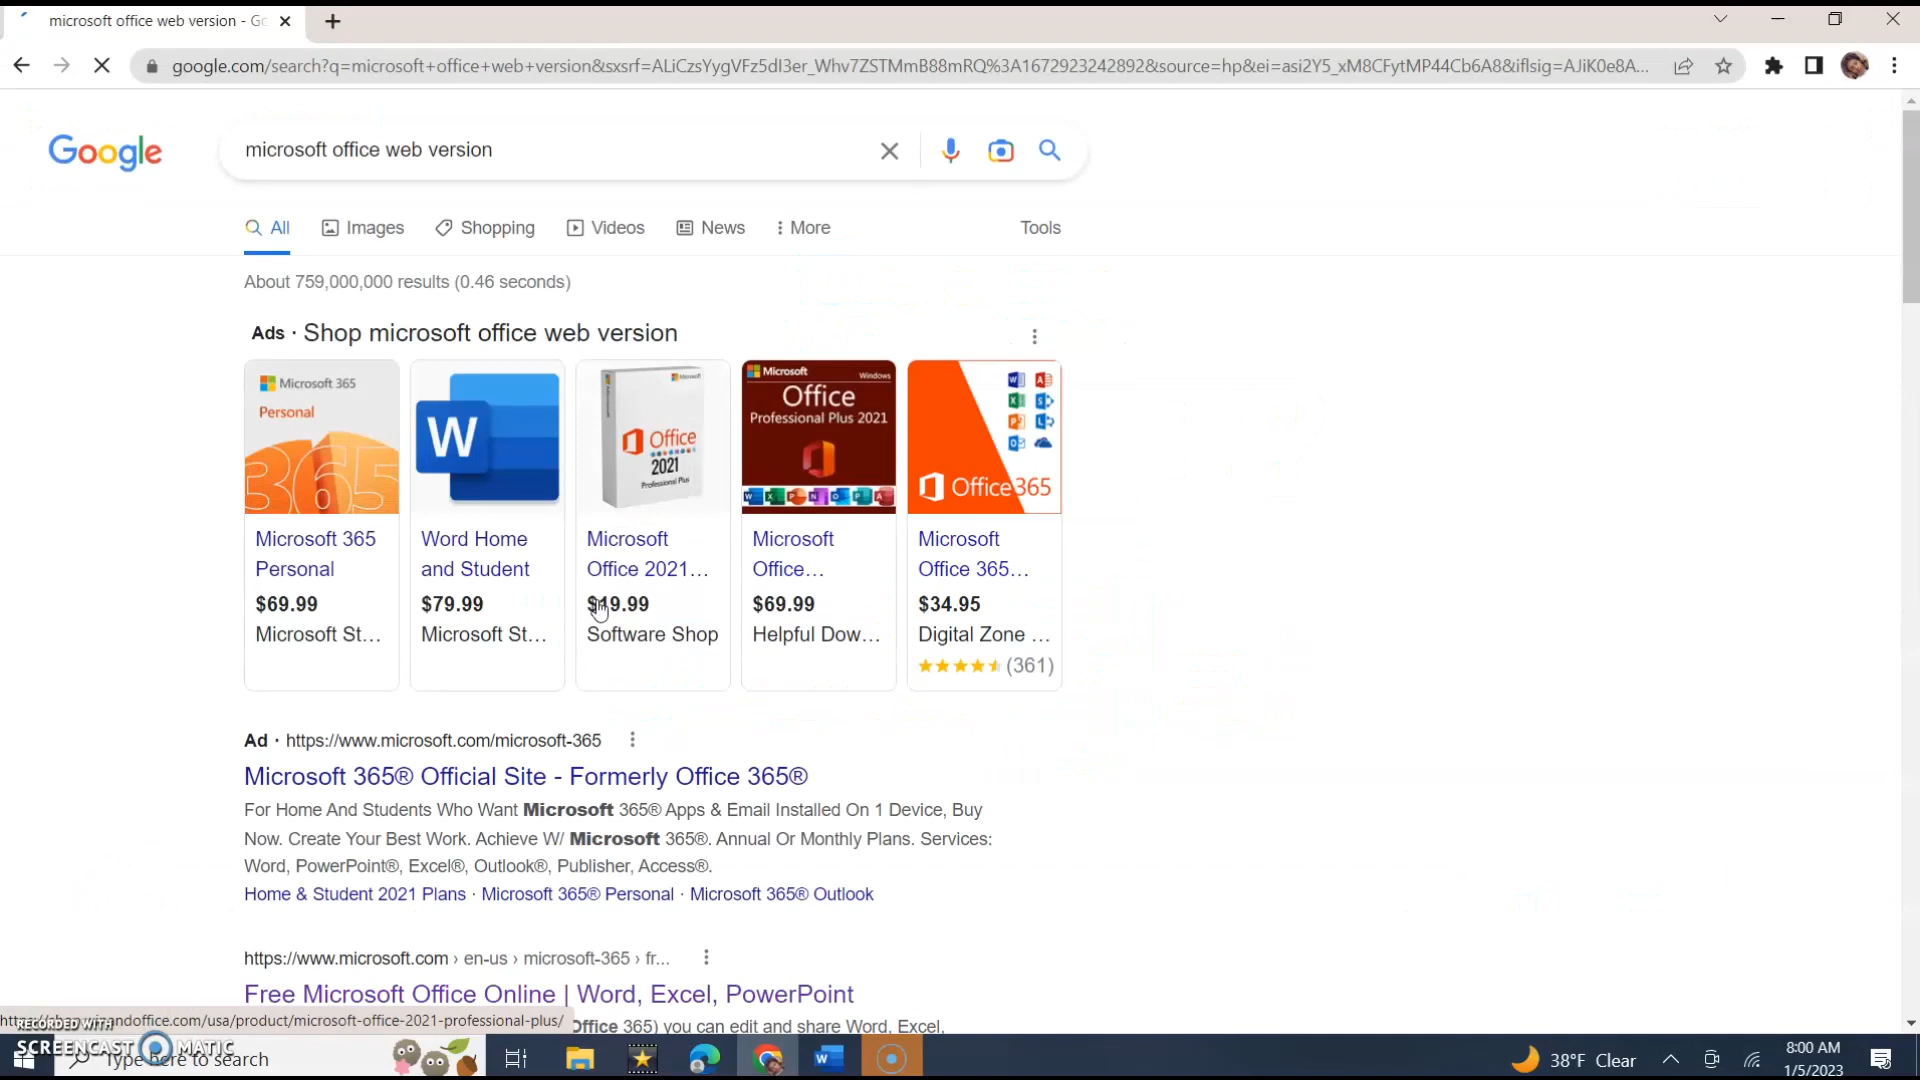 microsoft office web version - Go
google.com/search?q=microsoft+office+web+version&sxsrf=ALiCzsYygVFz5dI3er_Whv7ZSTMmB88mRQ%3A1672923242892&source=hp&ei=asi2Y5_xM8CFytMP44Cb6A8&iflsig=AJiK0e8A...
Google
microsoft office web version
All Images Shopping Videos News More Tools
About 759,000,000 results (0.46 seconds)
Ads · Shop microsoft office web version
Microsoft 365
Personal
365
W
Microsoft
Office
2021
Professional Plus
Microsoft Windows
Office
Professional Plus 2021
Office 365
Microsoft 365
Personal
$69.99
Microsoft St...
Word Home
and Student
$79.99
Microsoft St...
Microsoft
Office 2021...
$19.99
Software Shop
Microsoft
Office...
$69.99
Helpful Dow...
Microsoft
Office 365...
$34.95
Digital Zone ...
(361)
Ad · https://www.microsoft.com/microsoft-365
Microsoft 365® Official Site - Formerly Office 365®
For Home And Students Who Want Microsoft 365® Apps & Email Installed On 1 Device, Buy
Now. Create Your Best Work. Achieve W/ Microsoft 365®. Annual Or Monthly Plans. Services:
Word, PowerPoint®, Excel®, Outlook®, Publisher, Access®.
Home & Student 2021 Plans · Microsoft 365® Personal · Microsoft 365® Outlook
https://www.microsoft.com › en-us › microsoft-365 › fr...
Free Microsoft Office Online | Word, Excel, PowerPoint
Office 365) you can edit and share Word, Excel,
andoffice.com/usa/product/microsoft-office-2021-professional-plus/
RECORDED WITH
SCREENCAST MATIC
Type here to search
38°F Clear
8:00 AM
1/5/2023